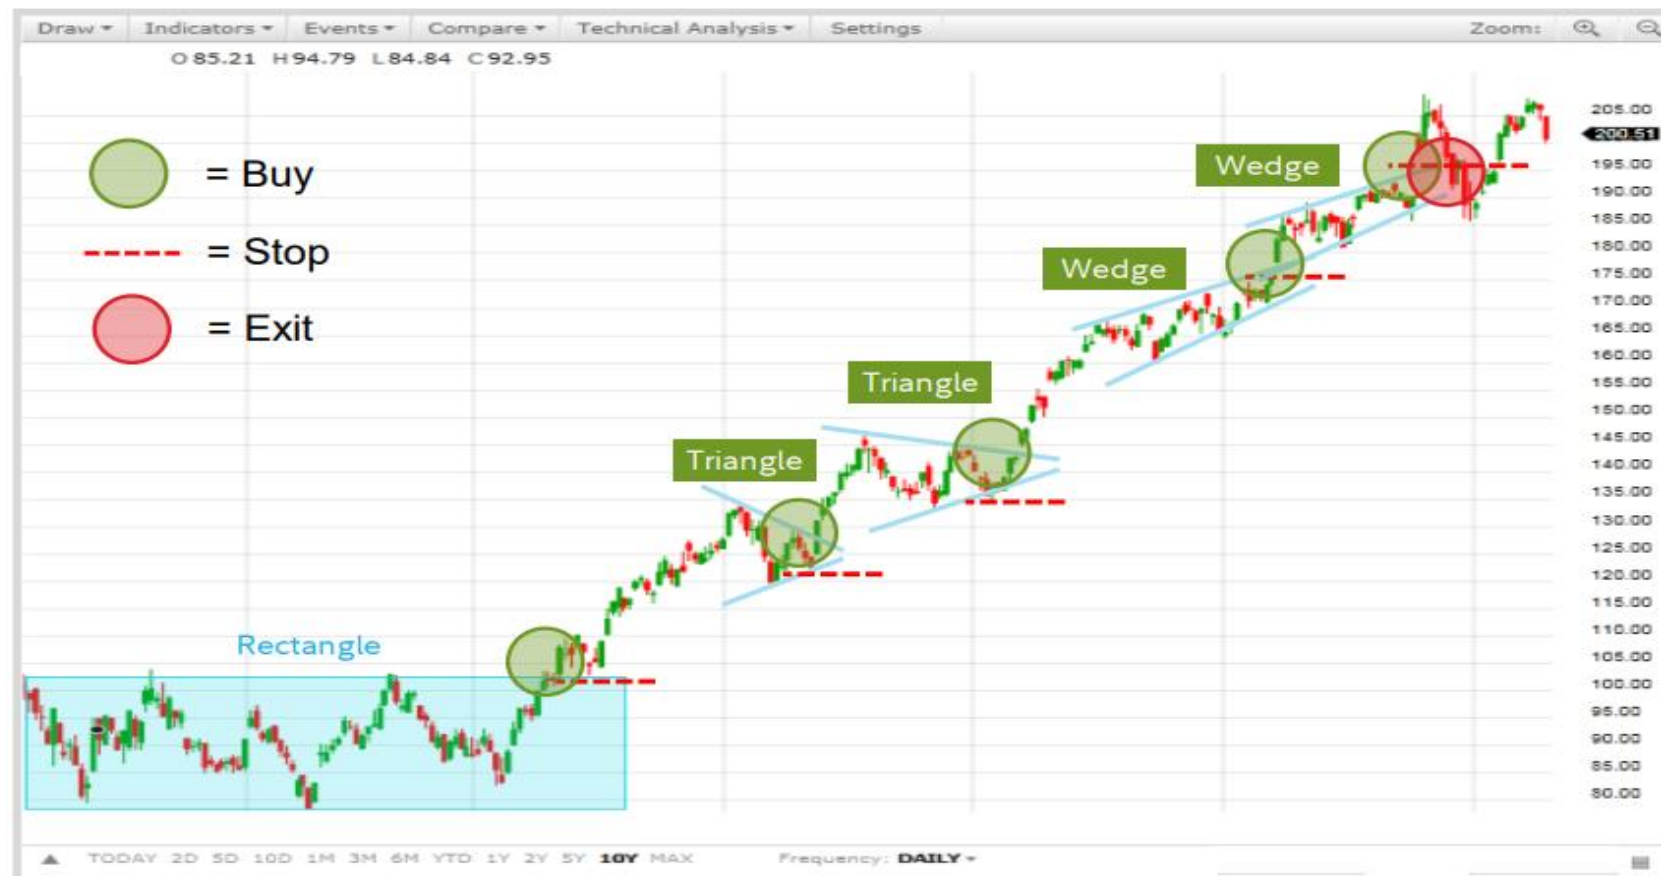 Draw Indicators Events Compare Technical Analysis Settings Zoom:
O 85.21 H 94.79 L 84.84 C 92.95
= Buy
= Stop
= Exit
Rectangle
Triangle
Triangle
Wedge
Wedge
205.00
200.51
195.00
190.00
185.00
180.00
175.00
170.00
165.00
160.00
155.00
150.00
145.00
140.00
135.00
130.00
125.00
120.00
115.00
110.00
105.00
100.00
95.00
90.00
85.00
80.00
TODAY 2D 5D 10D 1M 3M 6M YTD 1Y 2Y 5Y 10Y MAX Frequency: DAILY